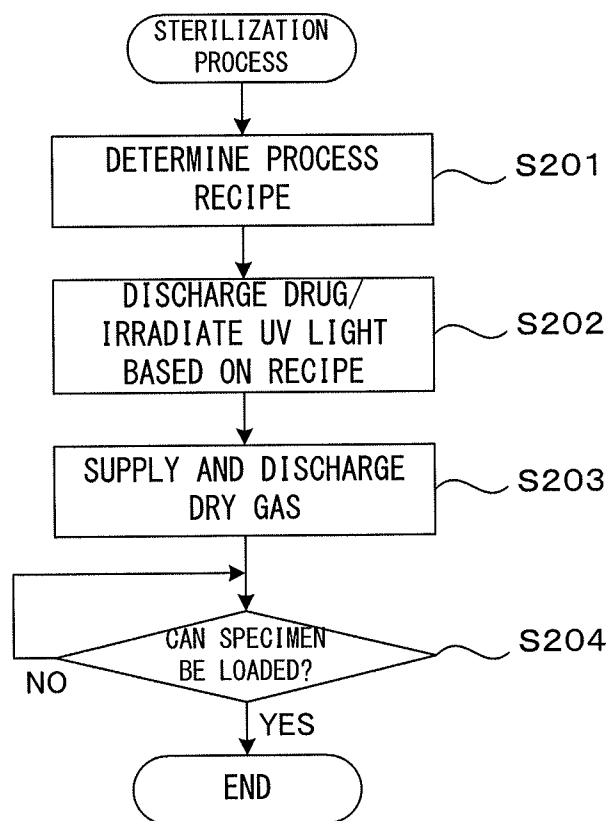 STERILIZATION
PROCESS
DETERMINE PROCESS
RECIPE
S201
DISCHARGE DRUG/
IRRADIATE UV LIGHT
BASED ON RECIPE
S202
SUPPLY AND DISCHARGE
DRY GAS
S203
CAN SPECIMEN
BE LOADED?
S204
NO
YES
END